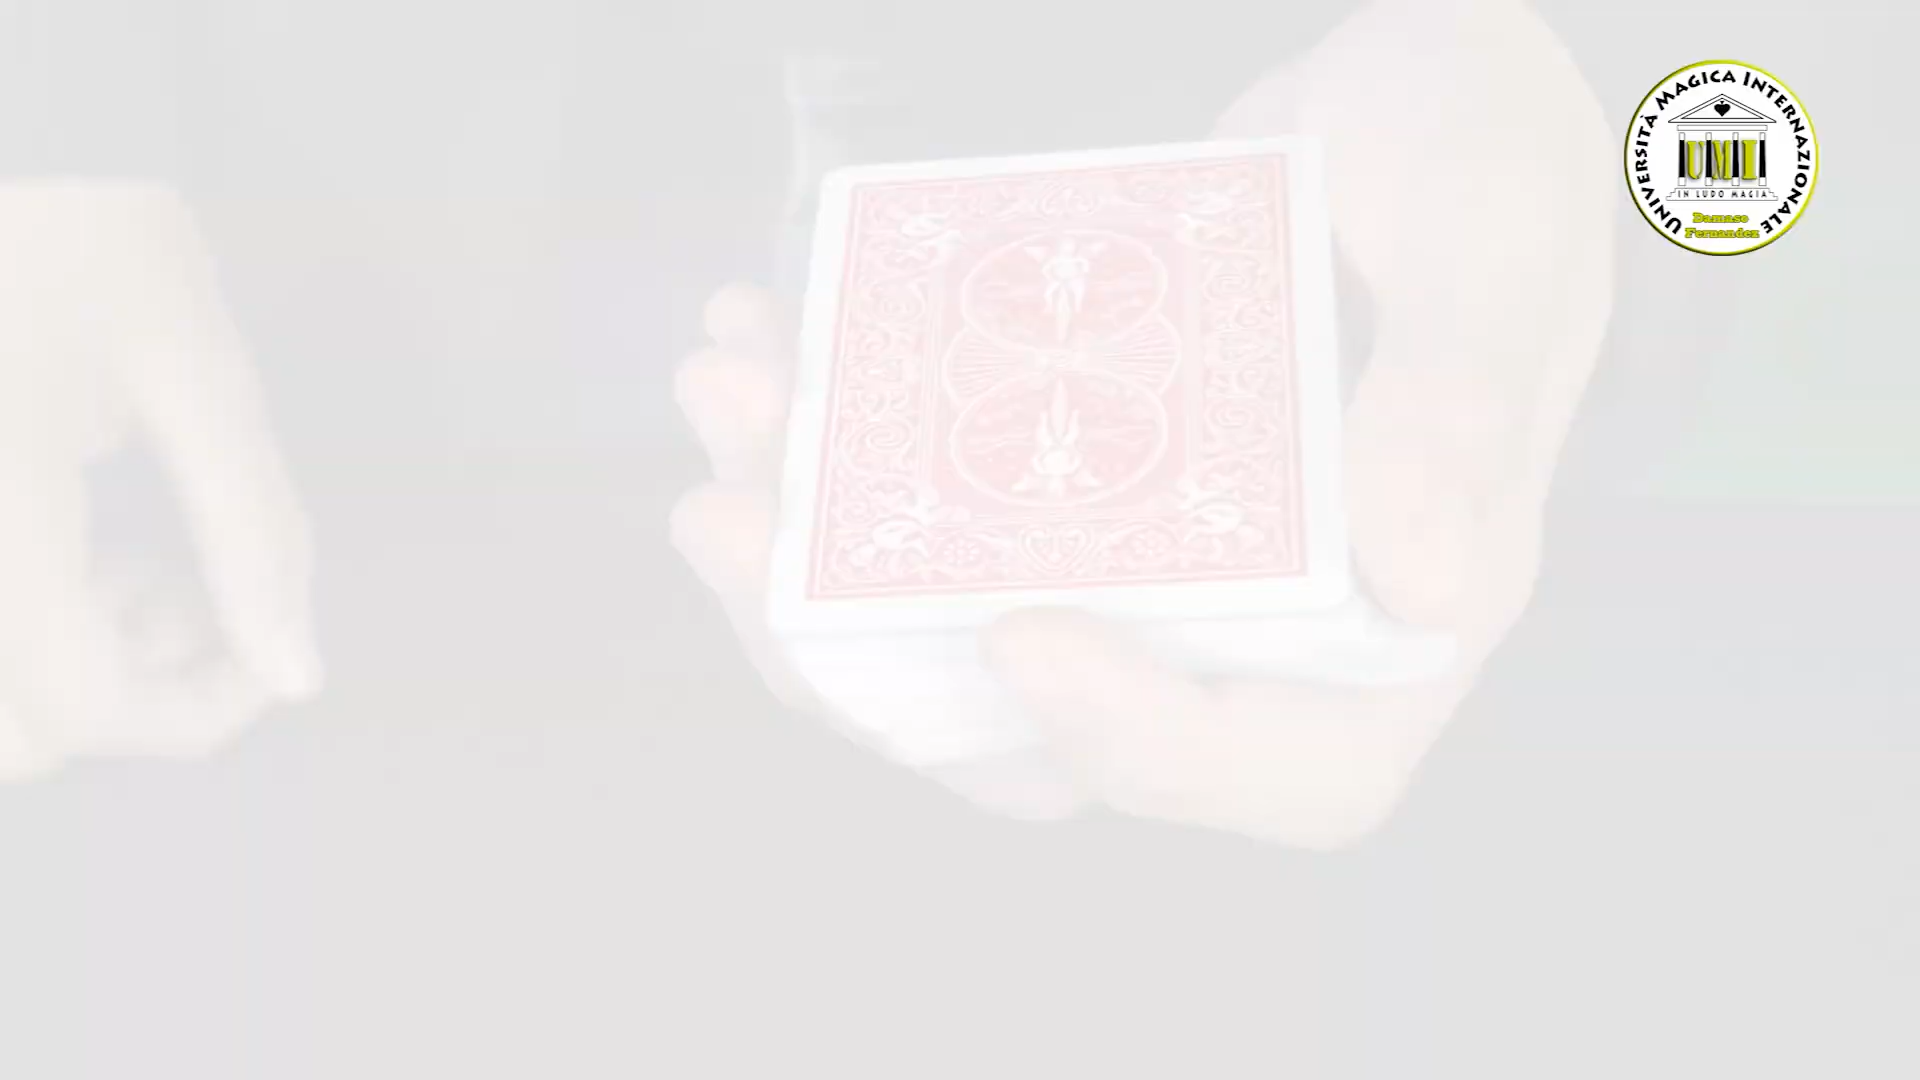 UNIVERSITÀ MAGICA INTERNAZIONALE
UMI
IN LUDO MAGIA
Damaso
Fernandez